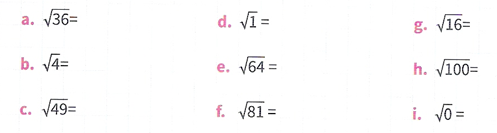 a. √36=
b. √4=
c. √49=
d. √1 =
e. √64 =
f. √81 =
g. √16=
h. √100=
i. √0 =